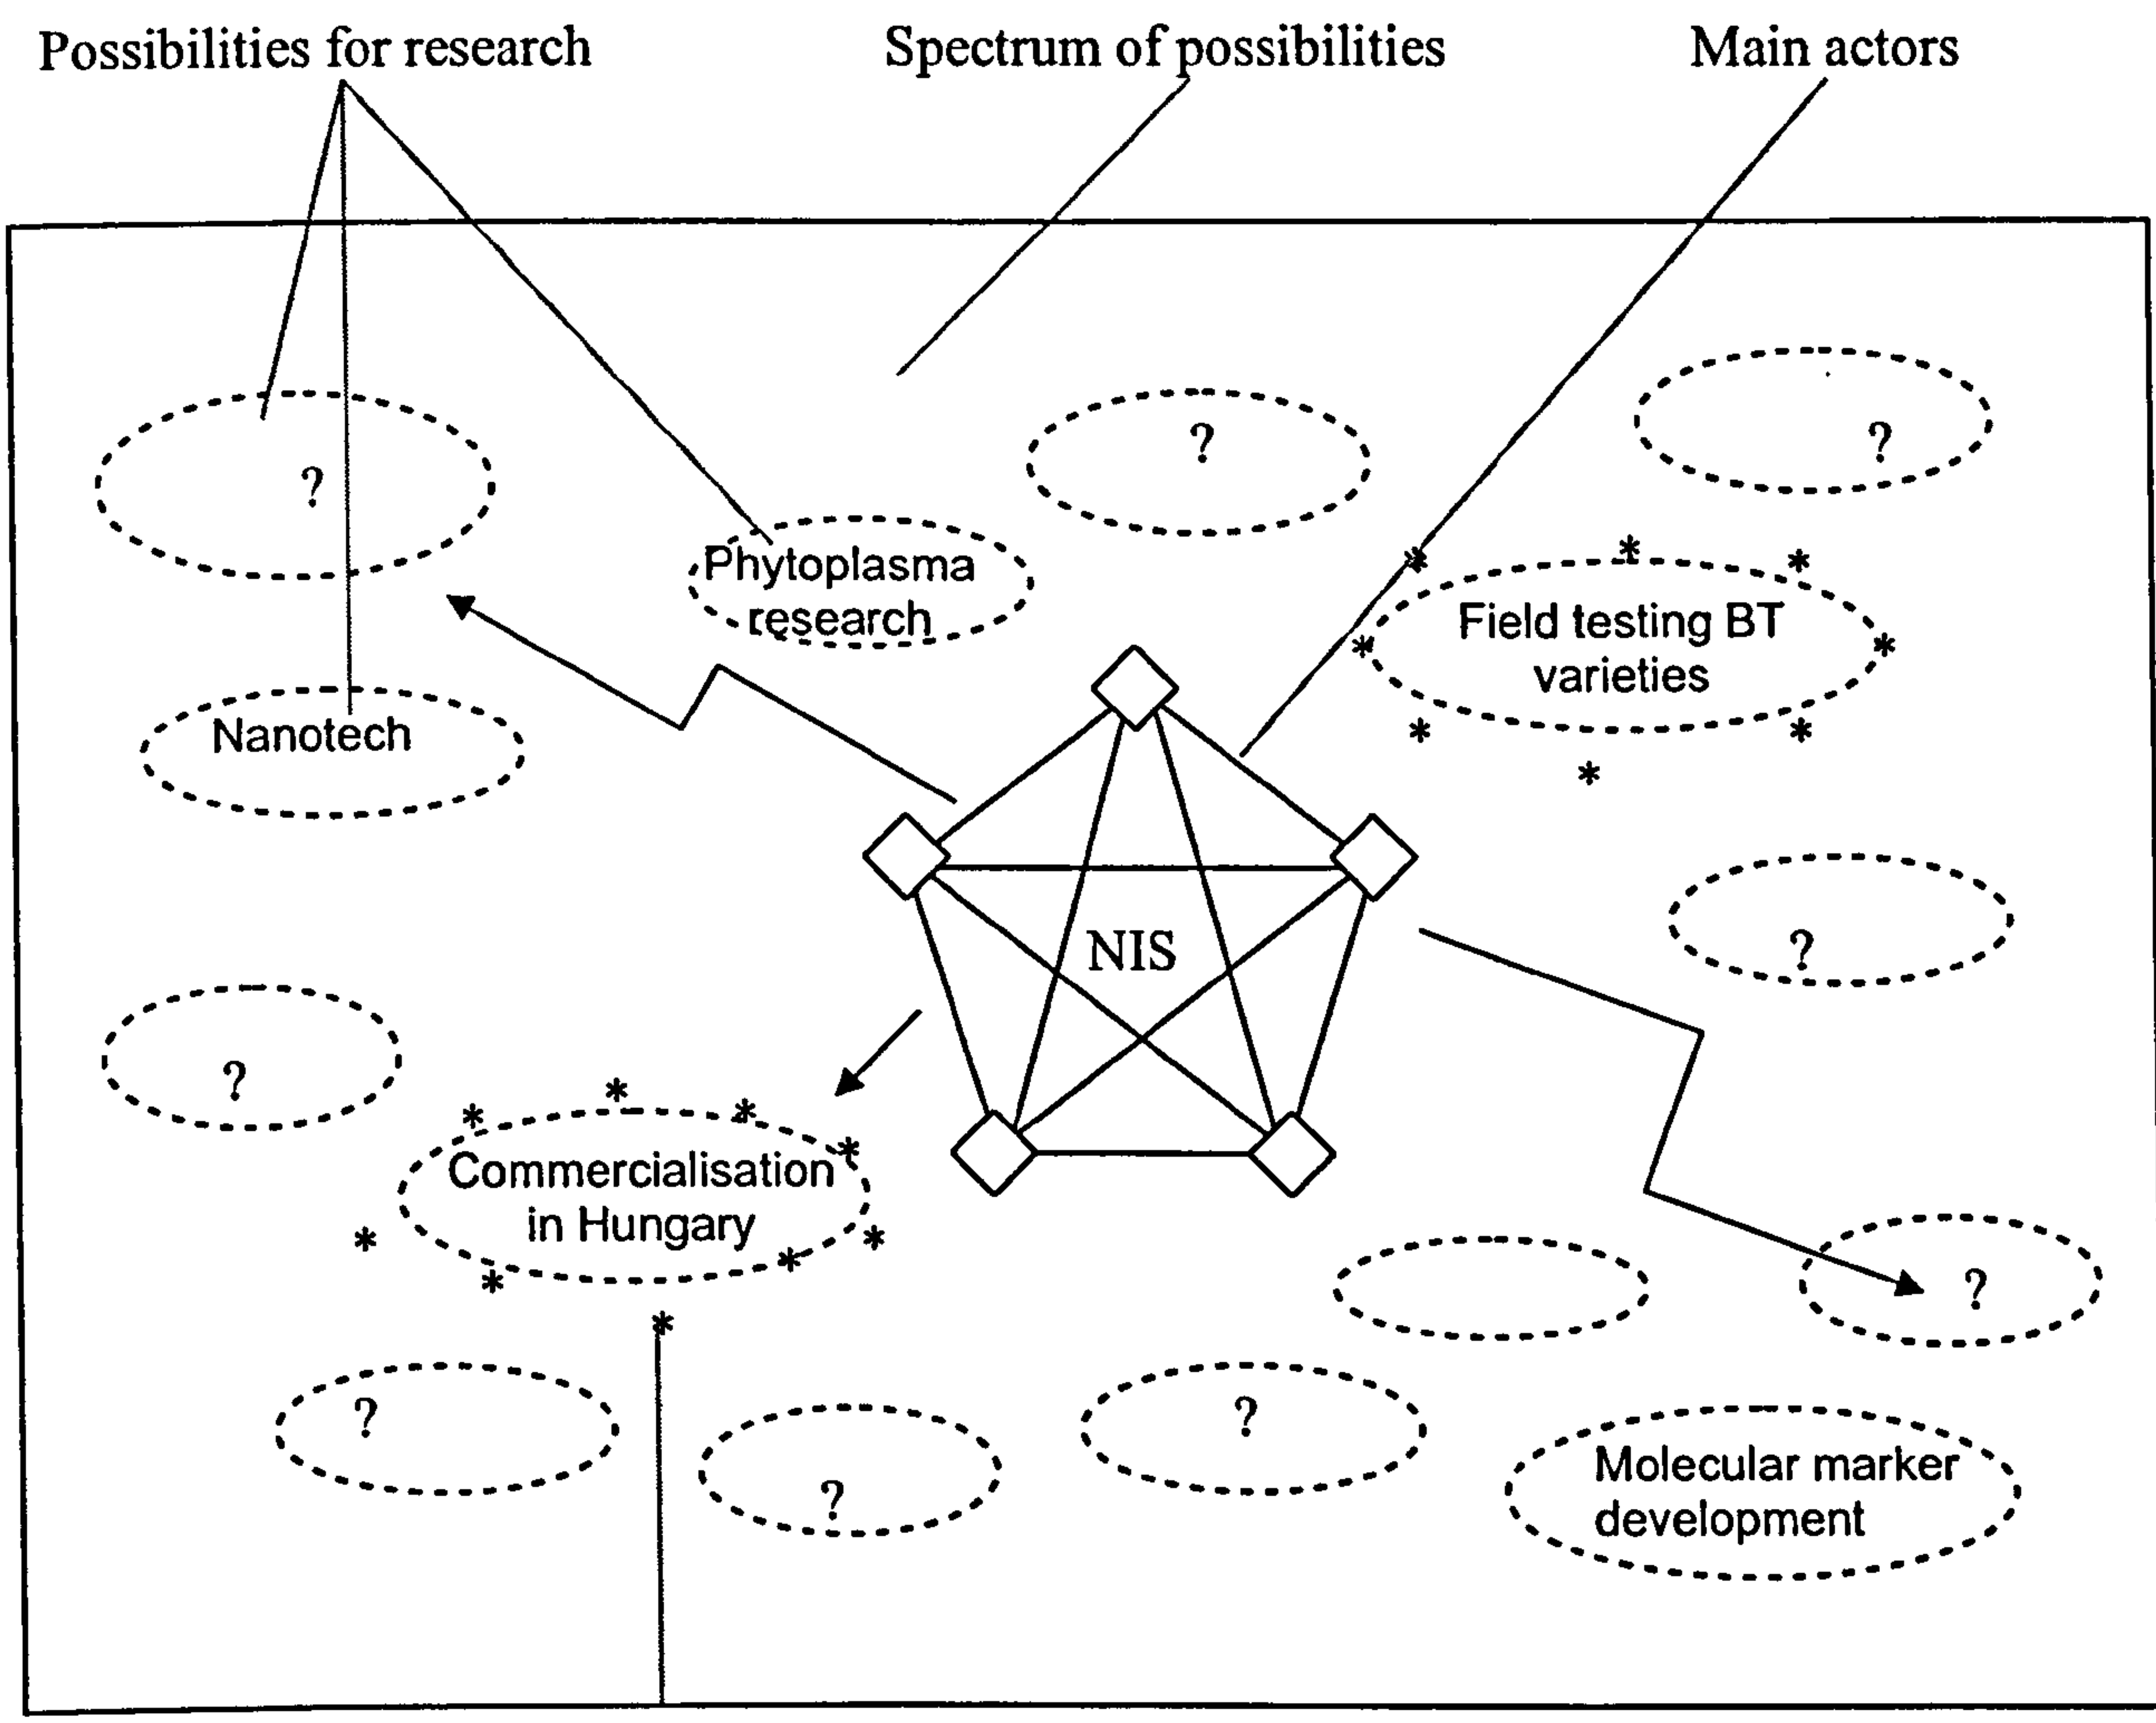 Possibilities for research
Spectrum of possibilities
Main actors
?
?
?
Phytoplasma
research
Field testing BT
varieties
Nanotech
NIS
?
?
Commercialisation
in Hungary
?
?
?
?
Molecular marker
development